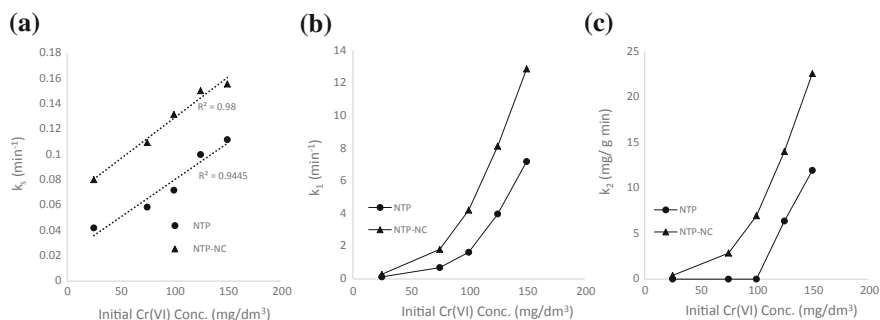 (a)
0.18
0.16
0.14
0.12
0.1
0.08
0.06
0.04
0.02
0
kₛ (min⁻¹)
R² = 0.98
R² = 0.9445
NTP
NTP-NC
0 50 100 150 200
Initial Cr(VI) Conc. (mg/dm³)
(b)
14
12
10
8
6
4
2
0
k₁ (min⁻¹)
NTP
NTP-NC
0 50 100 150 200
Initial Cr(VI) Conc. (mg/dm³)
(c)
25
20
15
10
5
0
k₂ (mg/ g min)
NTP
NTP-NC
0 50 100 150 200
Initial Cr(VI) Conc. (mg/dm³)